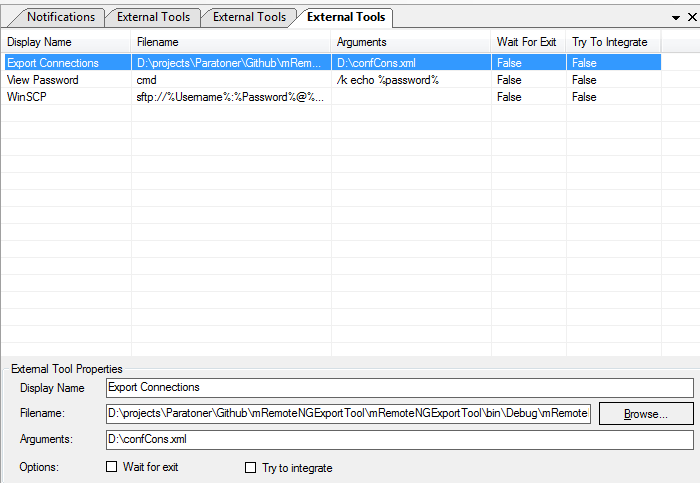 Notifications External Tools External Tools External Tools
Display Name Filename Arguments Wait For Exit Try To Integrate
Export Connections D:\projects\Paratoner\Github\mRem... D:\confCons.xml False False
View Password cmd /k echo %password% False False
WinSCP sftp://%Username%:%Password%@%... False False
External Tool Properties
Display Name Export Connections
Filename: D:\projects\Paratoner\Github\mRemoteNGExportTool\mRemoteNGExportTool\bin\Debug\mRemote Browse...
Arguments: D:\confCons.xml
Options: Wait for exit Try to integrate